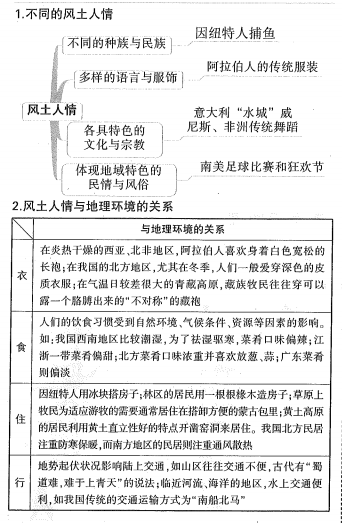 1.不同的风土人情
不同的种族与民族
因纽特人捕鱼
多样的语言与服饰
阿拉伯人的传统服装
风土人情
各具特色的
文化与宗教
意大利“水城”威
尼斯、非洲传统舞蹈
体现地域特色的
民情与风俗
南美足球比赛和狂欢节
2.风土人情与地理环境的关系
与地理环境的关系
衣
在炎热干燥的西亚、北非地区,阿拉伯人喜欢身着白色宽松的
长袍;在我国的北方地区,尤其在冬季,人们一般爱穿深色的皮
质衣服;在气温日较差很大的青藏高原,藏族牧民往往穿可以
露一个胳膊出来的“不对称”的藏袍
食
人们的饮食习惯受到自然环境、气候条件、资源等因素的影响。
如:我国西南地区比较潮湿,为了祛湿驱寒,菜肴口味偏辣;江
浙一带菜肴偏甜;北方菜肴口味浓重并喜欢放葱、蒜;广东菜肴
则偏淡
住
因纽特人用冰块搭房子;林区的居民用一根根椽木造房子;草原上
牧民为适应游牧的需要通常居住在搭卸方便的蒙古包里;黄土高原
的居民利用黄土直立性好的特点开凿窑洞来居住。我国北方民居
注重防寒保暖,而南方地区的民居则注重通风散热
行
地势起伏状况影响陆上交通,如山区往往交通不便,古代有“蜀
道难,难于上青天”的说法;临近河流、海洋的地区,水上交通便
利,如我国传统的交通运输方式为“南船北马”